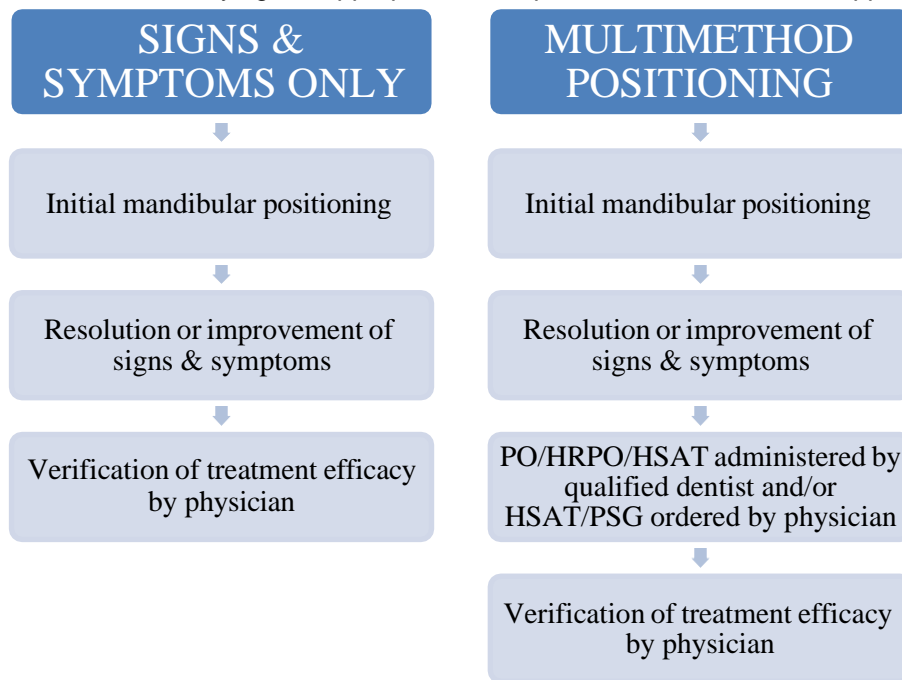 SIGNS &
SYMPTOMS ONLY
Initial mandibular positioning
Resolution or improvement of
signs & symptoms
Verification of treatment efficacy
by physician
MULTIMETHOD
POSITIONING
Initial mandibular positioning
Resolution or improvement of
signs & symptoms
PO/HRPO/HSAT administered by
qualified dentist and/or
HSAT/PSG ordered by physician
Verification of treatment efficacy
by physician